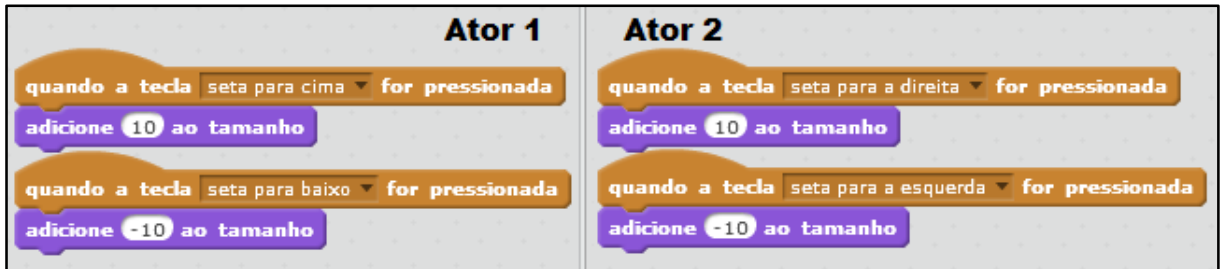 Ator 1
quando a tecla seta para cima for pressionada
adicione 10 ao tamanho
quando a tecla seta para baixo for pressionada
adicione -10 ao tamanho
Ator 2
quando a tecla seta para a direita for pressionada
adicione 10 ao tamanho
quando a tecla seta para a esquerda for pressionada
adicione -10 ao tamanho